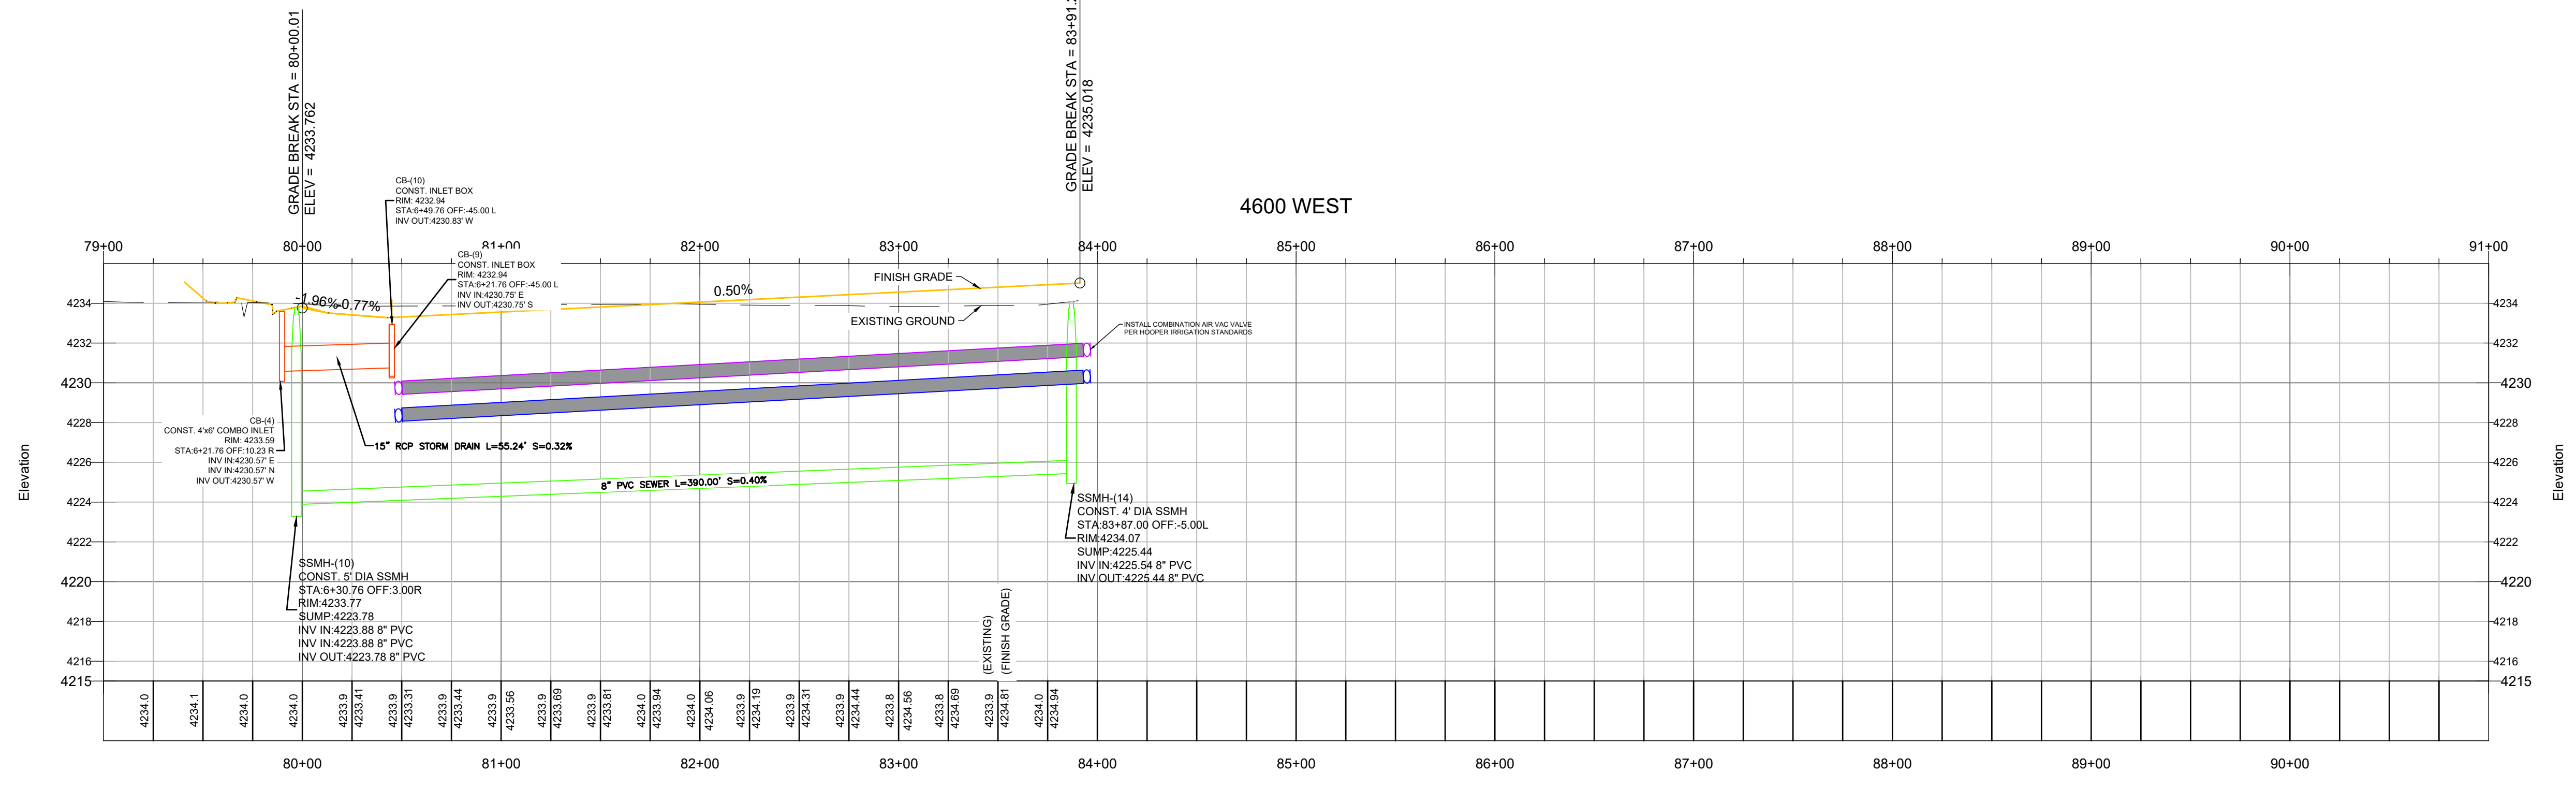 GRADE BREAK STA = 80+00.01
ELEV = 4233.762
GRADE BREAK STA = 83+91.
ELEV = 4235.018
4600 WEST
79+00 80+00 81+00 82+00 83+00 84+00 85+00 86+00 87+00 88+00 89+00 90+00 91+00
CB-(10)
CONST. INLET BOX
RIM: 4232.94
STA:6+49.76 OFF:-45.00 L
INV OUT:4230.83' W
CB-(9)
CONST. INLET BOX
RIM: 4232.94
STA:6+21.76 OFF:-45.00 L
INV IN:4230.75' E
INV OUT:4230.75' S
-1.96%
-0.77%
0.50%
FINISH GRADE
EXISTING GROUND
INSTALL COMBINATION AIR VAC VALVE
PER HOOPER IRRIGATION STANDARDS
CB-(4)
CONST. 4'x6' COMBO INLET
RIM: 4233.59
STA:6+21.76 OFF:10.23 R
INV IN:4230.57' E
INV IN:4230.57' N
INV OUT:4230.57' W
15" RCP STORM DRAIN L=55.24' S=0.32%
8" PVC SEWER L=390.00' S=0.40%
SSMH-(10)
CONST. 5' DIA SSMH
STA:6+30.76 OFF:3.00R
RIM:4233.77
SUMP:4223.78
INV IN:4223.88 8" PVC
INV IN:4223.88 8" PVC
INV OUT:4223.78 8" PVC
SSMH-(14)
CONST. 4' DIA SSMH
STA:83+87.00 OFF:-5.00L
RIM:4234.07
SUMP:4225.44
INV IN:4225.54 8" PVC
INV OUT:4225.44 8" PVC
Elevation
4234
4232
4230
4228
4226
4224
4222
4220
4218
4216
4215
4234
4232
4230
4228
4226
4224
4222
4220
4218
4216
4215
Elevation
(EXISTING)
(FINISH GRADE)
4234.0
4234.1
4234.0
4234.0
4233.9
4233.41
4233.9
4233.31
4233.9
4233.44
4233.9
4233.56
4233.9
4233.69
4233.9
4233.81
4234.0
4233.94
4234.0
4234.06
4233.9
4234.19
4233.9
4234.31
4233.9
4234.44
4233.8
4234.56
4233.8
4234.69
4233.9
4234.81
4234.0
4234.94
80+00 81+00 82+00 83+00 84+00 85+00 86+00 87+00 88+00 89+00 90+00